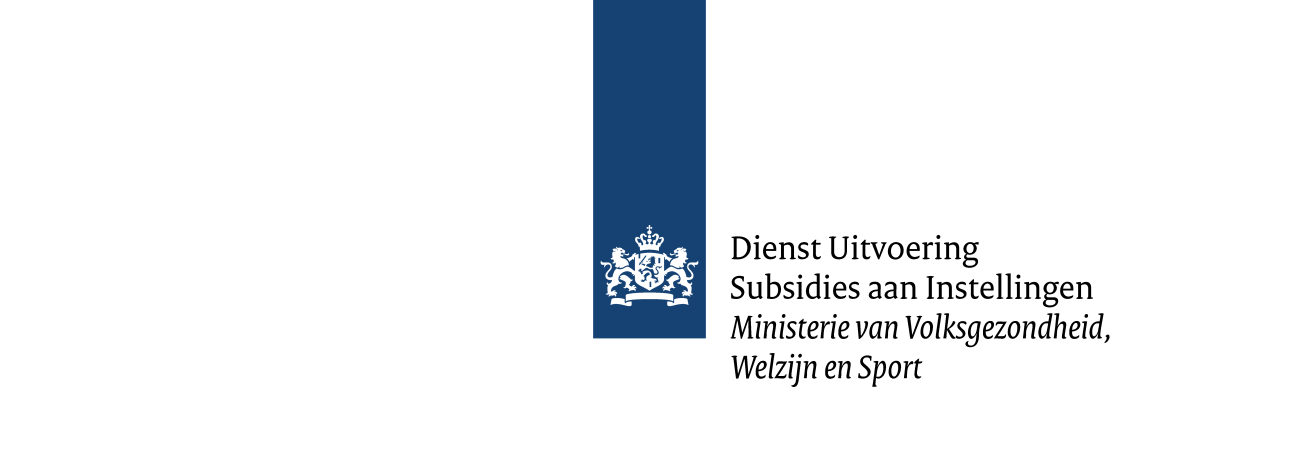 Dienst Uitvoering
Subsidies aan Instellingen
Ministerie van Volksgezondheid,
Welzijn en Sport